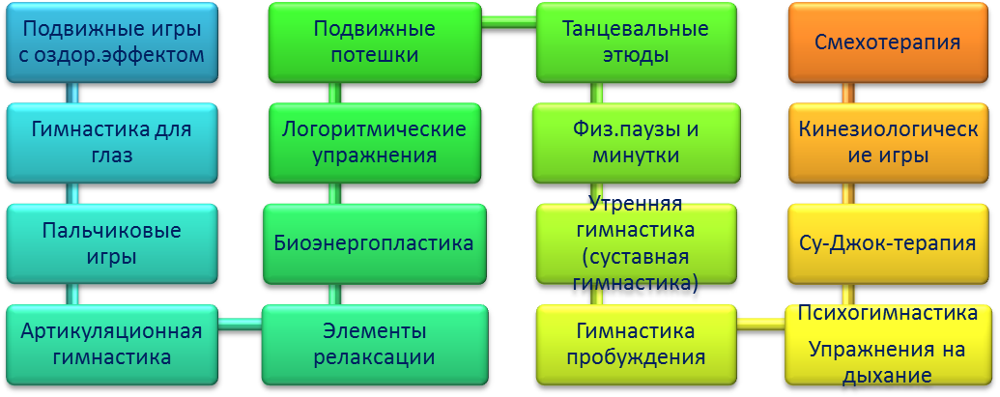 Подвижные игры
с оздор.эффектом
Гимнастика для
глаз
Пальчиковые
игры
Артикуляционная
гимнастика
Элементы
релаксации
Биоэнергопластика
Логоритмические
упражнения
Подвижные
потешки
Танцевальные
этюды
Физ.паузы и
минутки
Утренняя
гимнастика
(суставная
гимнастика)
Гимнастика
пробуждения
Психогимнастика
Упражнения на
дыхание
Су-Джок-терапия
Кинезиологическ
ие игры
Смехотерапия